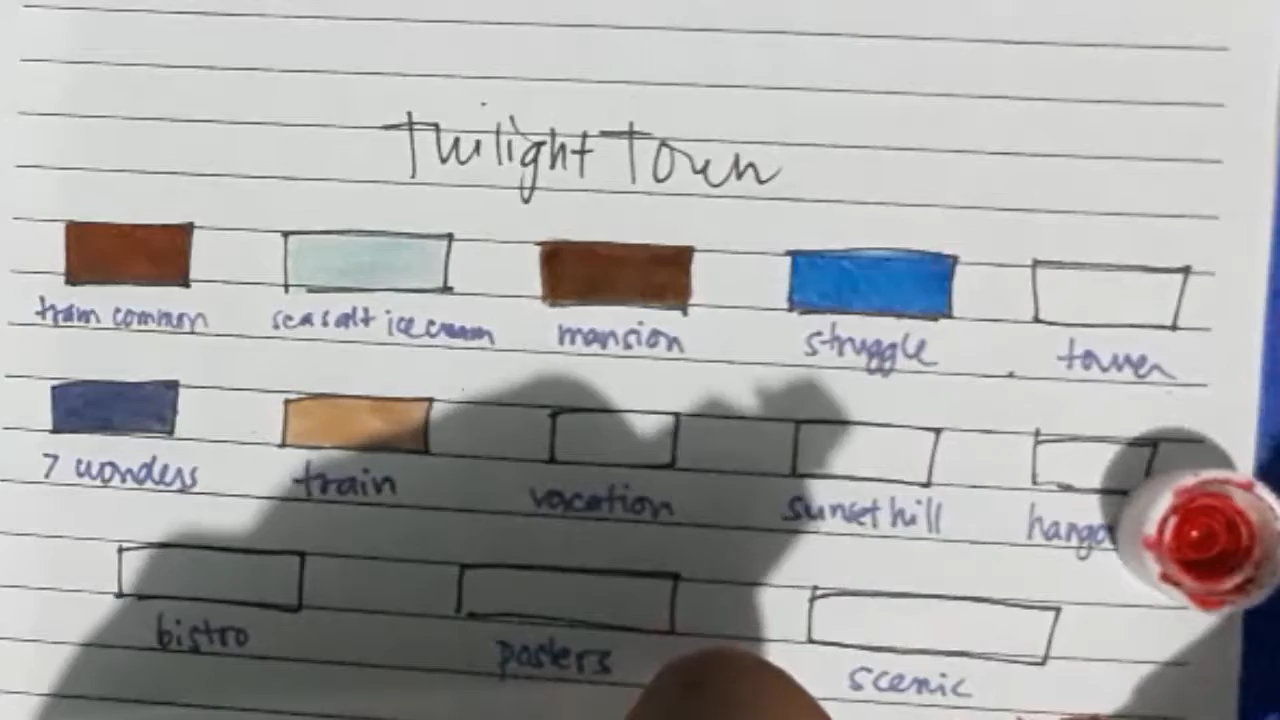 Twilight Town
tram common sea salt ice cream mansion struggle tower
7 wonders train vacation sunset hill
bistro posters scenic